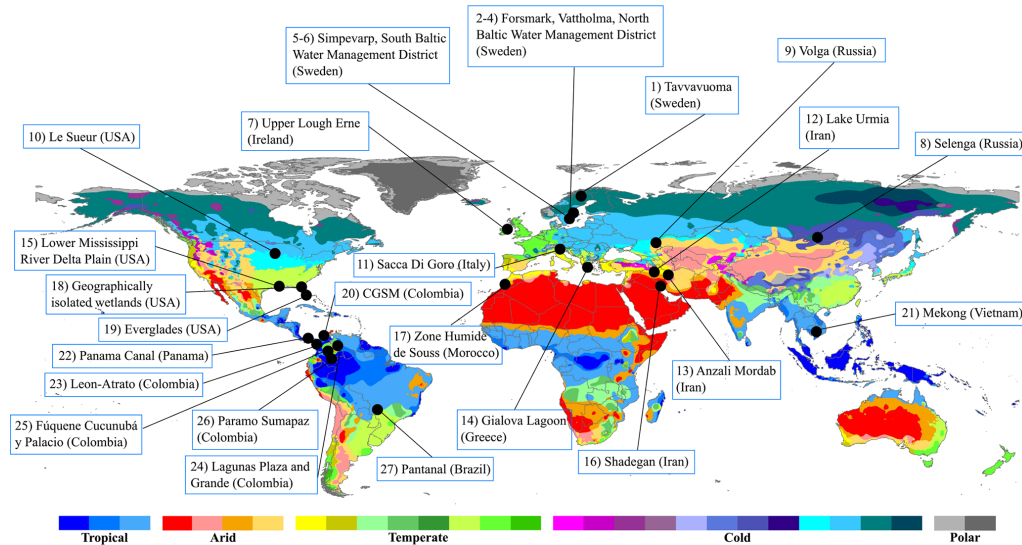 2-4) Forsmark, Vattholma, North
Baltic Water Management District
(Sweden)
5-6) Simpevarp, South Baltic
Water Management District
(Sweden)
9) Volga (Russia)
1) Tavvavuoma
(Sweden)
7) Upper Lough Erne
(Ireland)
12) Lake Urmia
(Iran)
10) Le Sueur (USA)
8) Selenga (Russia)
15) Lower Mississippi
River Delta Plain
(USA)
11) Sacca Di Goro (Italy)
18) Geographically
isolated wetlands (USA)
20) CGSM (Colombia)
19) Everglades (USA)
21) Mekong (Vietnam)
17) Zone Humide
de Souss (Morocco)
22) Panama Canal (Panama)
13) Anzali Mordab
(Iran)
23) Leon-Atrato (Colombia)
25) Fúquene Cucunubá
y Palacio (Colombia)
26) Paramo Sumapaz
(Colombia)
14) Gialova Lagoon
(Greece)
24) Lagunas Plaza and
Grande (Colombia)
27) Pantanal (Brazil)
16) Shadegan (Iran)
Tropical
Arid
Temperate
Cold
Polar